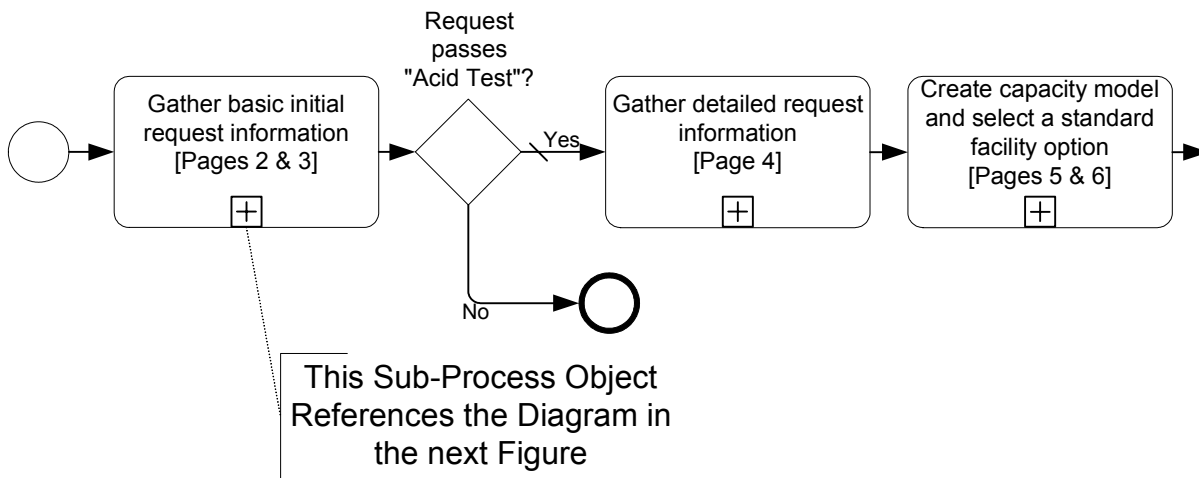 Request
passes
"Acid Test"?
Gather basic initial
request information
[Pages 2 & 3]
Yes
Gather detailed request
information
[Page 4]
Create capacity model
and select a standard
facility option
[Pages 5 & 6]
No
This Sub-Process Object
References the Diagram in
the next Figure